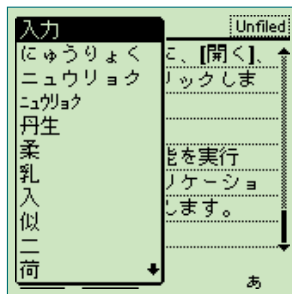 入力
にゅうりょく
ニュウリョク
ﾆｭｳﾘｮｸ
丹生
柔
乳
入
似
二
荷
Unfiled
に、[開く]、
リックしま
能を実行
リケーショ
します。
あ